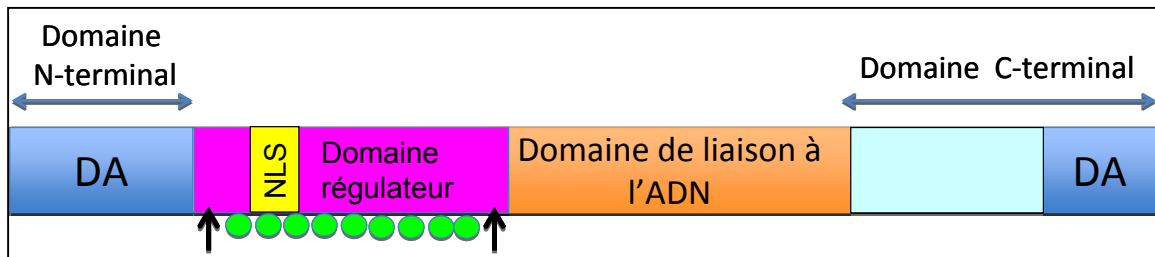 Domaine
N-terminal
Domaine C-terminal
DA
NLS
Domaine
régulateur
Domaine de liaison à
l'ADN
DA